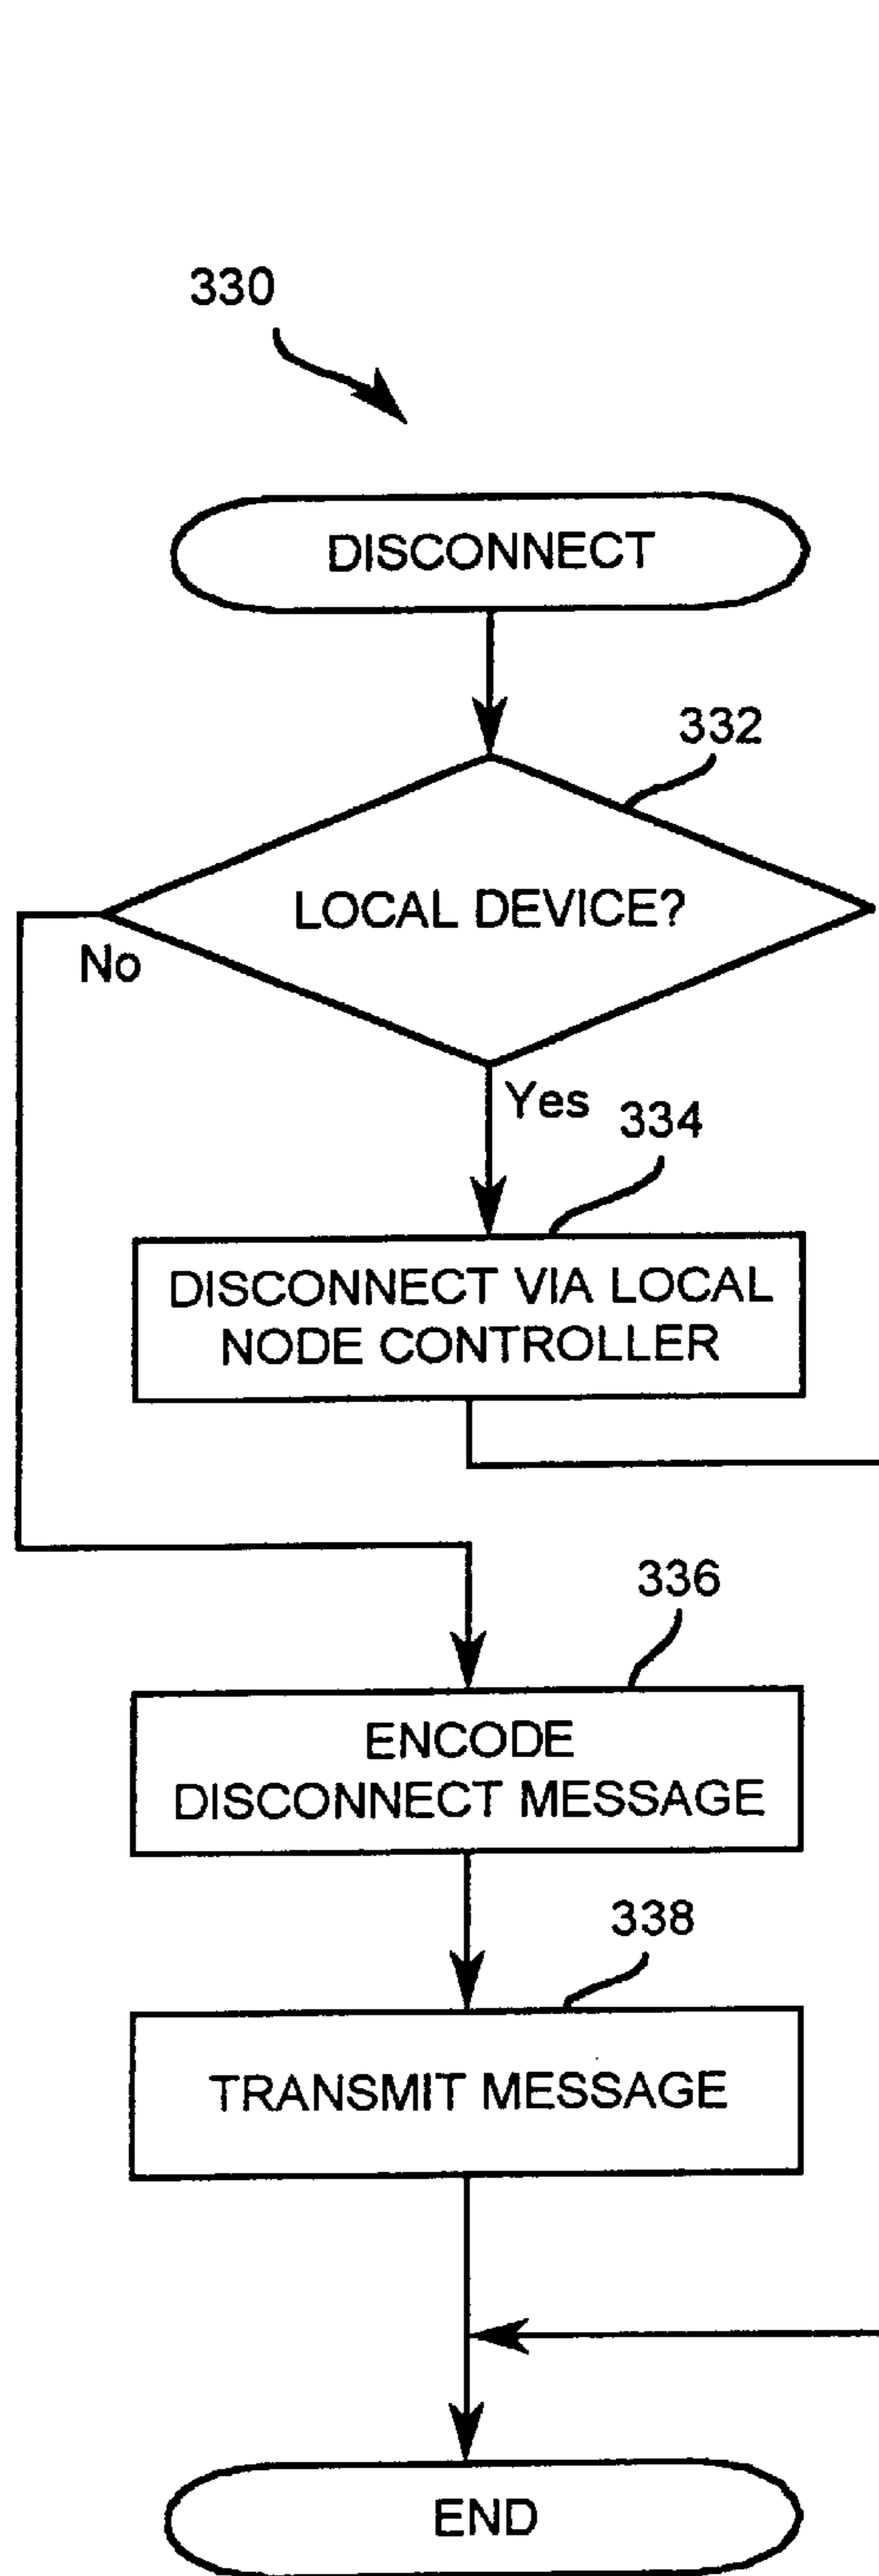 330
DISCONNECT
332
LOCAL DEVICE?
No
Yes
334
DISCONNECT VIA LOCAL
NODE CONTROLLER
336
ENCODE
DISCONNECT MESSAGE
338
TRANSMIT MESSAGE
END